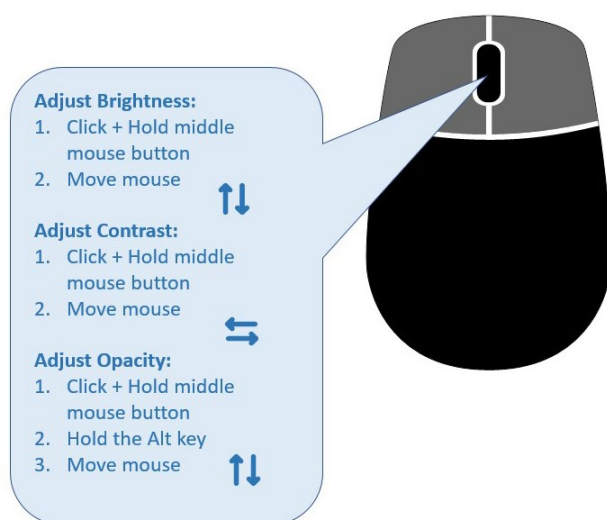 Adjust Brightness:
1. Click + Hold middle
mouse button
2. Move mouse
Adjust Contrast:
1. Click + Hold middle
mouse button
2. Move mouse
Adjust Opacity:
1. Click + Hold middle
mouse button
2. Hold the Alt key
3. Move mouse